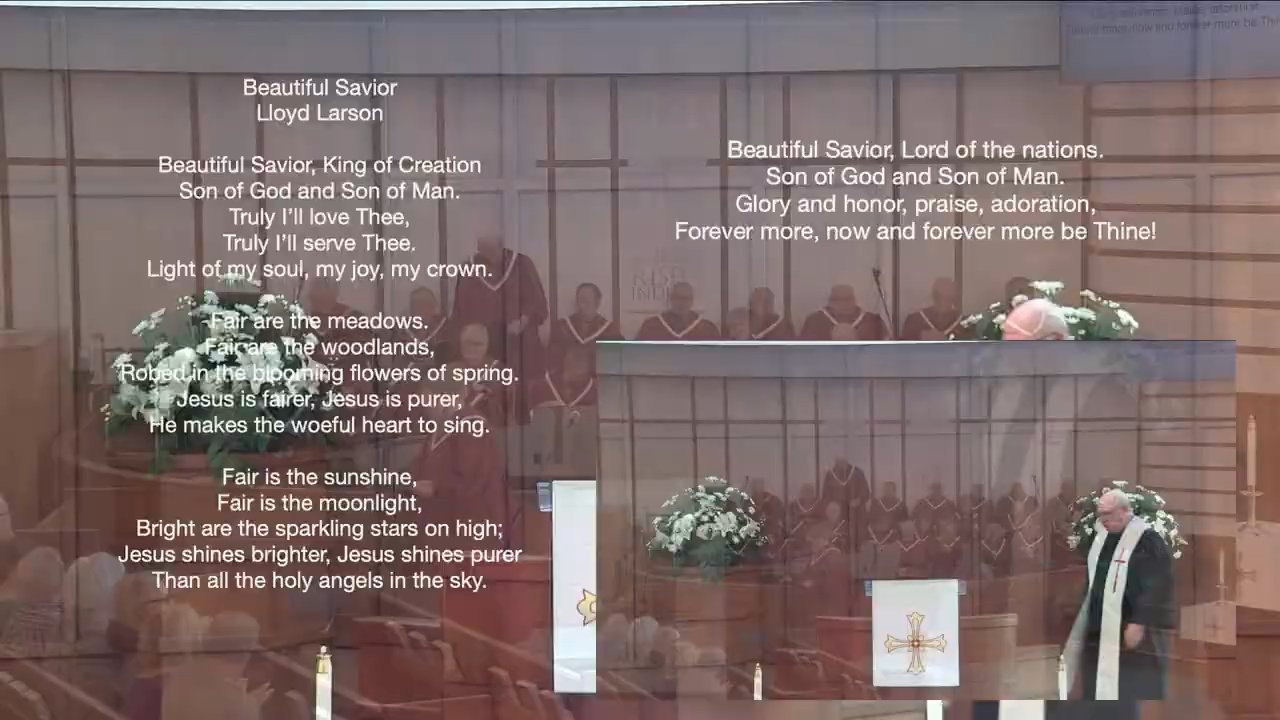 Beautiful Savior
Lloyd Larson
Beautiful Savior, King of Creation
Son of God and Son of Man.
Truly I’ll love Thee,
Truly I’ll serve Thee.
Light of my soul, my joy, my crown.
Fair are the meadows.
Fair are the woodlands,
Robed in the blooming flowers of spring.
Jesus is fairer, Jesus is purer,
He makes the woeful heart to sing.
Fair is the sunshine,
Fair is the moonlight,
Bright are the sparkling stars on high;
Jesus shines brighter, Jesus shines purer
Than all the holy angels in the sky.
Beautiful Savior, Lord of the nations.
Son of God and Son of Man.
Glory and honor, praise, adoration,
Forever more, now and forever more be Thine!